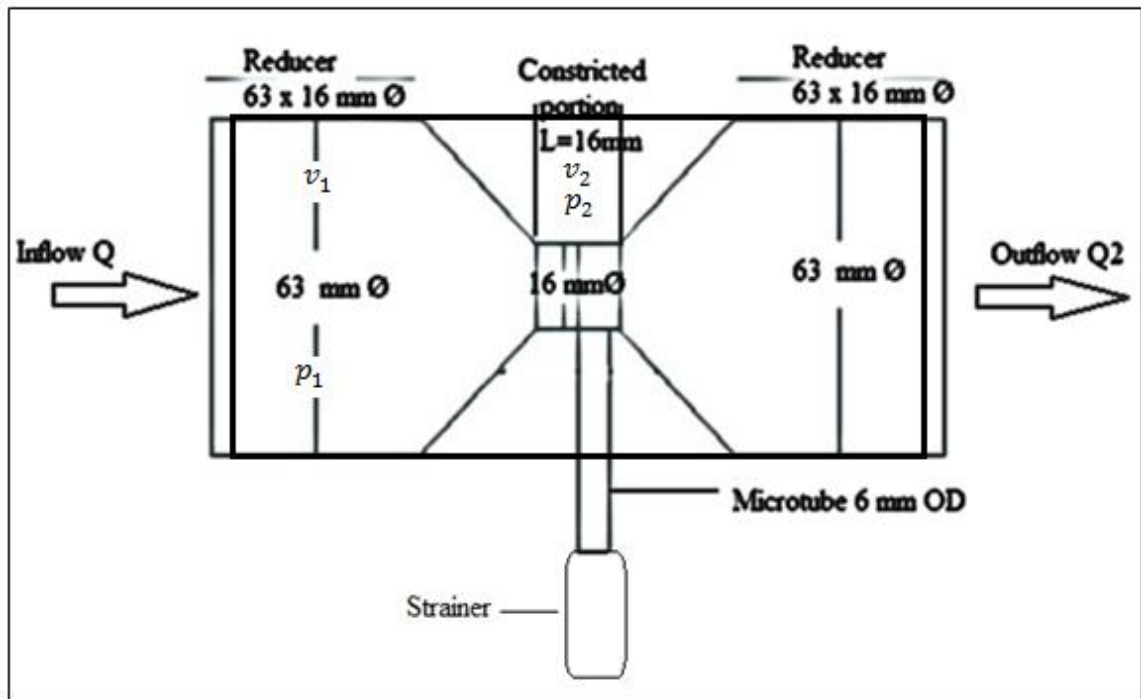 Reducer
63 x 16 mm Ø
Constricted
portion
L=16mm
Reducer
63 x 16 mm Ø
v₁
v₂
p₂
Inflow Q
63 mm Ø
16 mmØ
63 mm Ø
Outflow Q2
p₁
Microtube 6 mm OD
Strainer